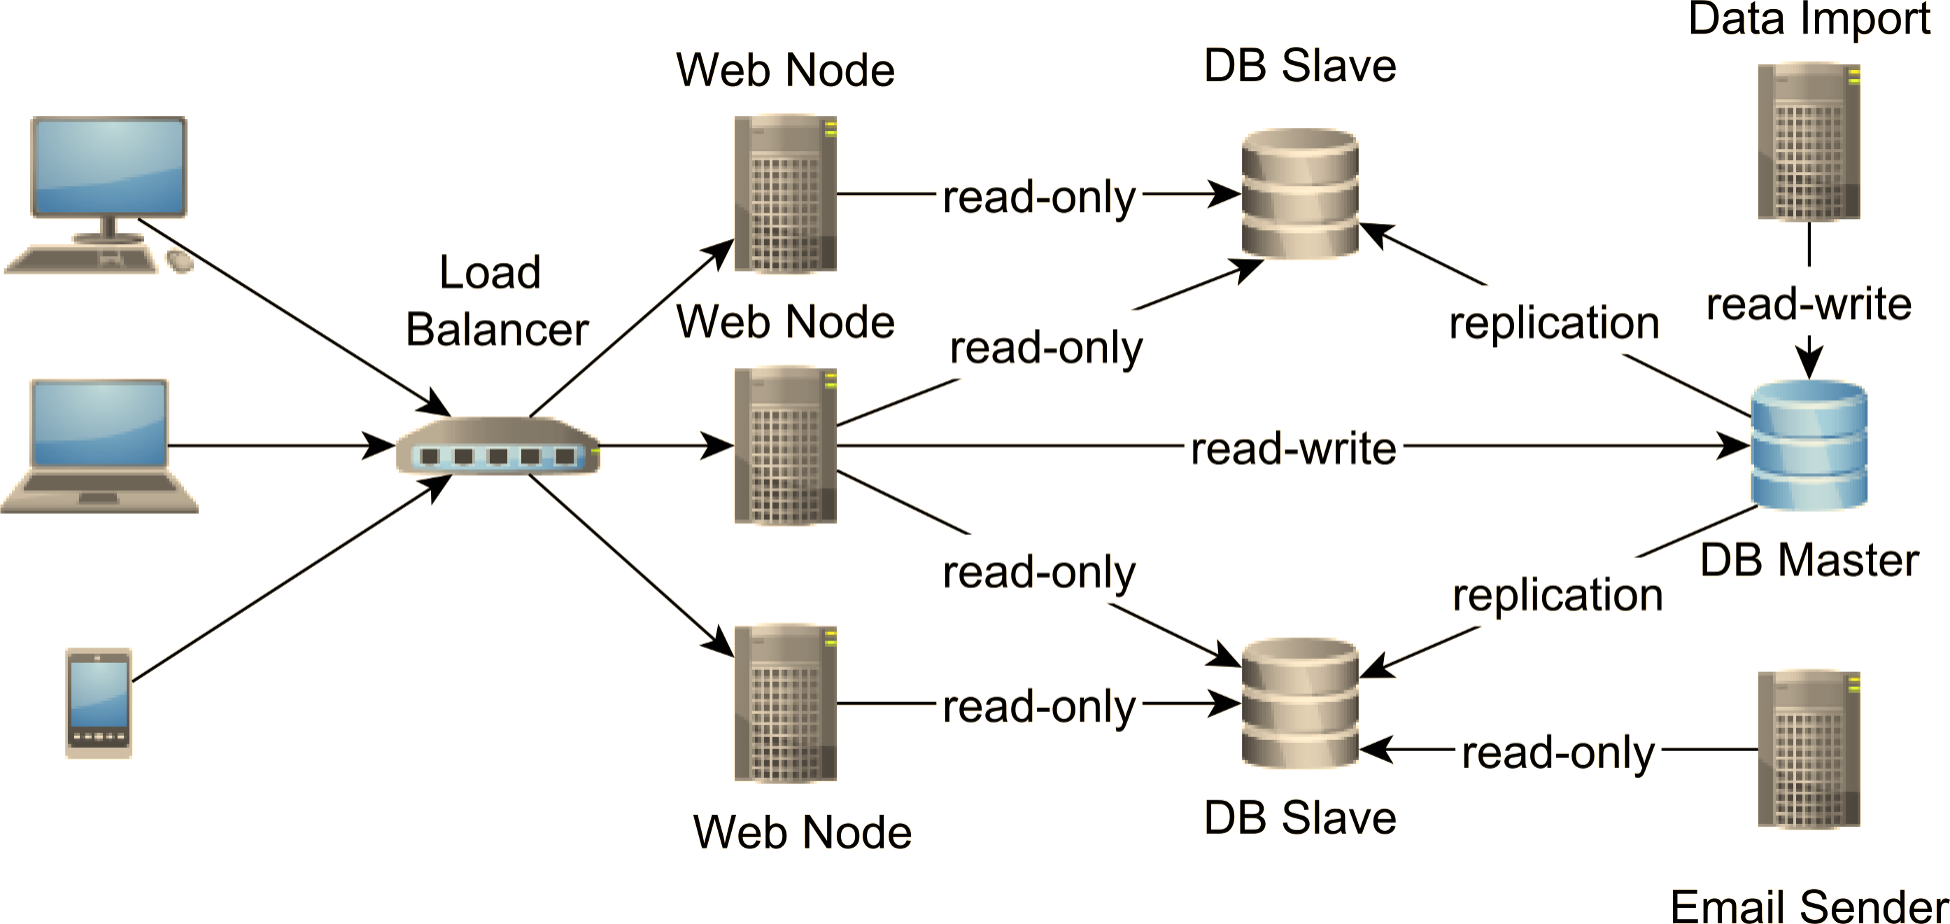 Data Import
Web Node
DB Slave
read-only
Load
Balancer
Web Node
read-only
replication
read-write
read-write
DB Master
read-only
replication
read-only
read-only
Web Node
DB Slave
Email Sender